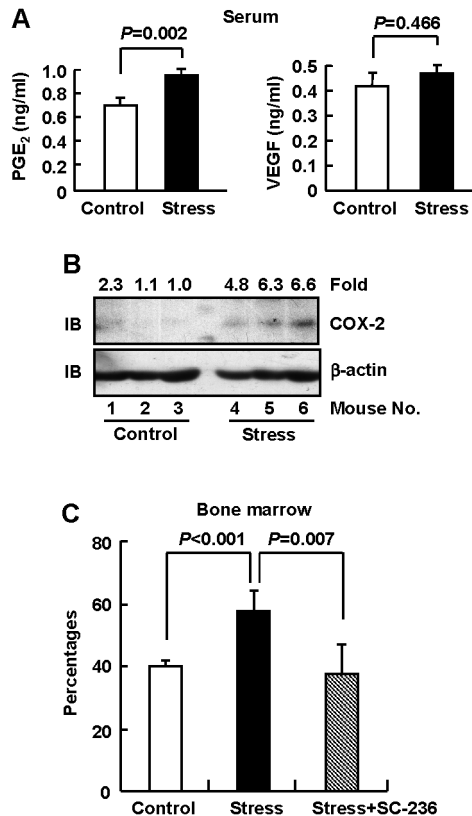 A
Serum
P=0.002
P=0.466
PGE₂ (ng/ml)
1.0
0.8
0.6
0.4
0.2
0
Control Stress
VEGF (ng/ml)
0.5
0.4
0.3
0.2
0.1
0
Control Stress
B
2.3 1.1 1.0 4.8 6.3 6.6 Fold
IB COX-2
IB β-actin
1 2 3 4 5 6 Mouse No.
Control Stress
C
Bone marrow
P<0.001 P=0.007
Percentages
80
60
40
20
0
Control Stress Stress+SC-236